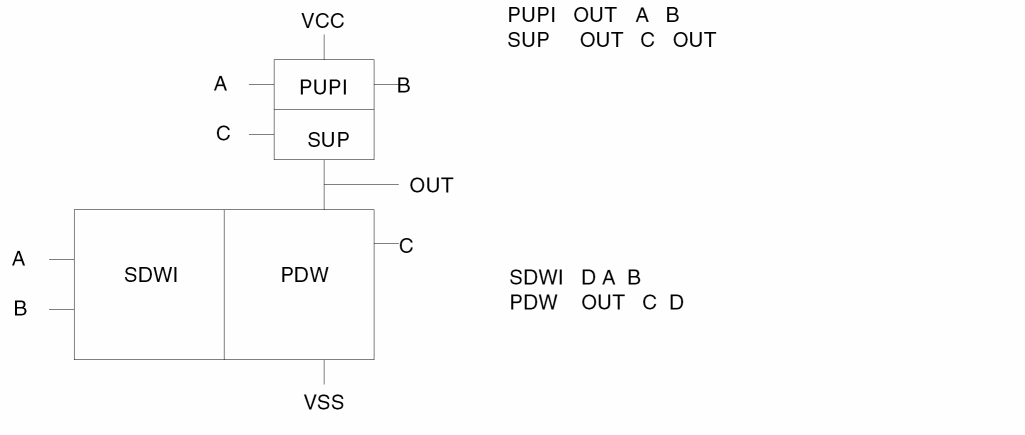 VCC
PUPI OUT A B
SUP OUT C OUT
A PUPI B
C SUP
OUT
A SDWI PDW C
B
SDWI D A B
PDW OUT C D
VSS